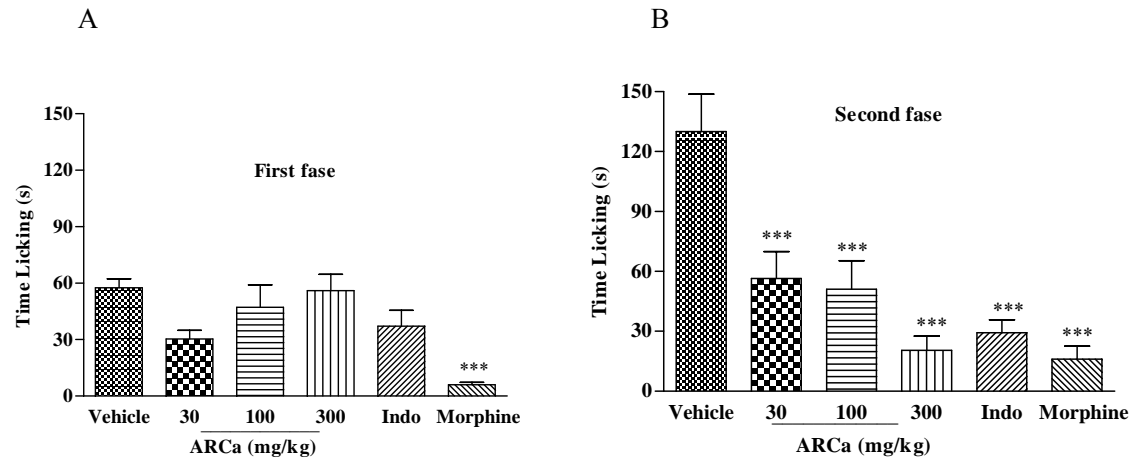 A
150
120
90
60
30
0
Time Licking (s)
First fase
***
Vehicle 30 100 300 Indo Morphine
ARCa (mg/kg)
B
150
120
90
60
30
0
Time Licking (s)
Second fase
*** *** *** *** ***
Vehicle 30 100 300 Indo Morphine
ARCa (mg/kg)